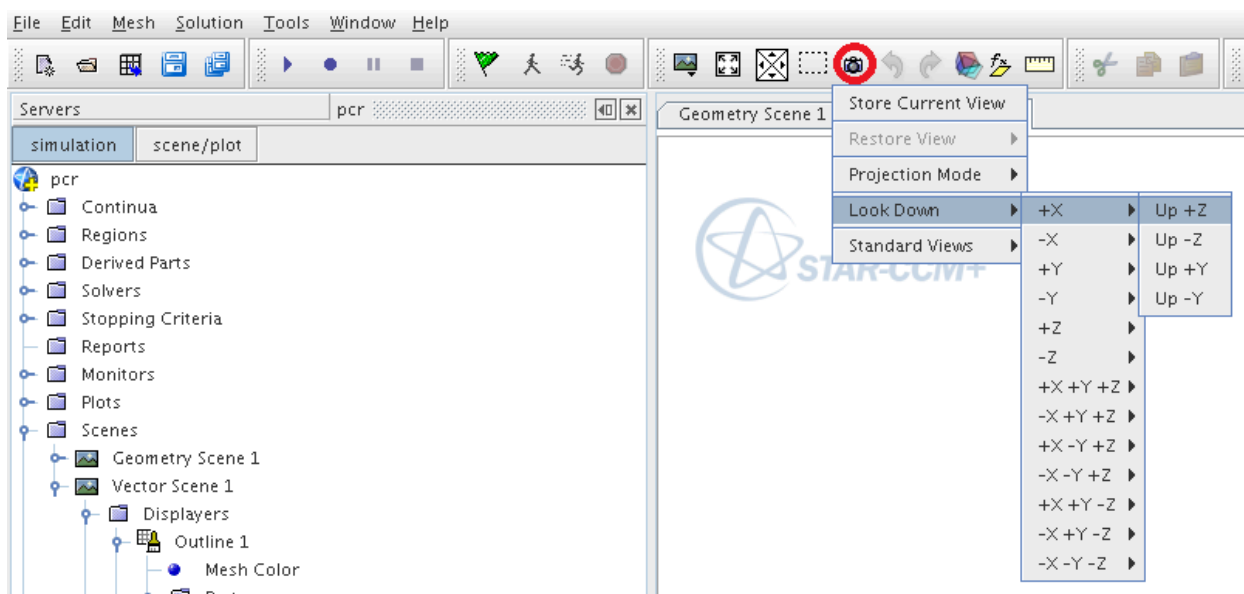 File Edit Mesh Solution Tools Window Help
Servers
pcr
simulation
scene/plot
pcr
Continua
Regions
Derived Parts
Solvers
Stopping Criteria
Reports
Monitors
Plots
Scenes
Geometry Scene 1
Vector Scene 1
Displayers
Outline 1
Mesh Color
Geometry Scene 1
STAR-CCM+
Store Current View
Restore View
Projection Mode
Look Down
Standard Views
+X
-X
+Y
-Y
+Z
-Z
+X +Y +Z
-X +Y +Z
+X -Y +Z
-X -Y +Z
+X +Y -Z
-X +Y -Z
-X -Y -Z
Up +Z
Up -Z
Up +Y
Up -Y